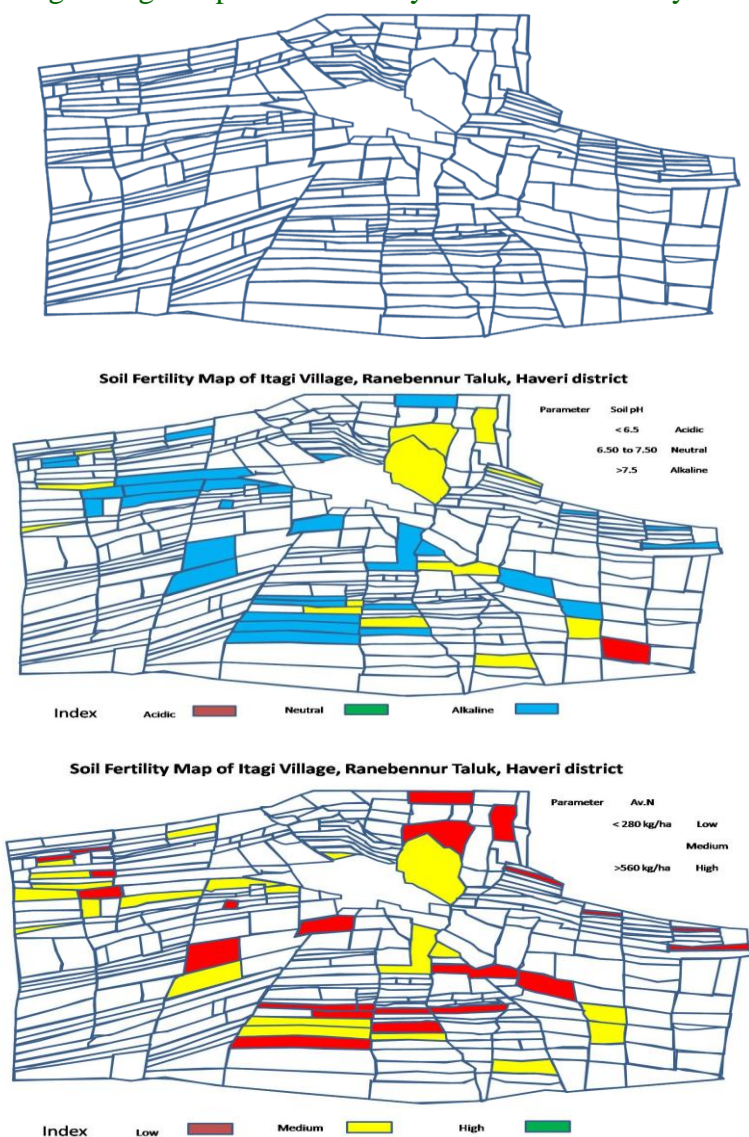 Soil Fertility Map of Itagi Village, Ranebennur Taluk, Haveri district
Parameter Soil pH
< 6.5 Acidic
6.50 to 7.50 Neutral
>7.5 Alkaline
Index Acidic Neutral Alkaline
Soil Fertility Map of Itagi Village, Ranebennur Taluk, Haveri district
Parameter Av.N
< 280 kg/ha Low
Medium
>560 kg/ha High
Index Low Medium High